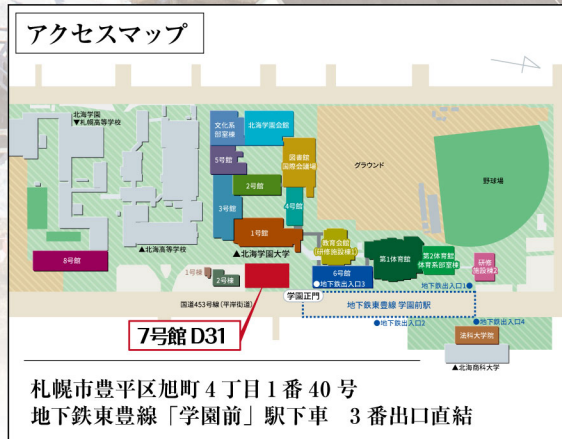 アクセスマップ
北海学園
▼札幌高等学校
文化系
部室棟
北海学園会館
5号館
図書館
国際会議場
グラウンド
野球場
2号館
3号館
4号館
1号館
▲北海高等学校
▲北海学園大学
教育会館
(研修施設棟1)
第1体育館
第2体育館
体育系部室棟
研修
施設棟2
8号館
1号棟
2号棟
6号館
●地下鉄出入口3
地下鉄出入口1●
国道453号線(平岸街道)
学園正門
地下鉄東豊線 学園前駅
7号館 D31
●地下鉄出入口2
●地下鉄出入口4
法科大学院
▲北海商科大学
札幌市豊平区旭町 4 丁目 1 番 40 号
地下鉄東豊線「学園前」駅下車　3 番出口直結